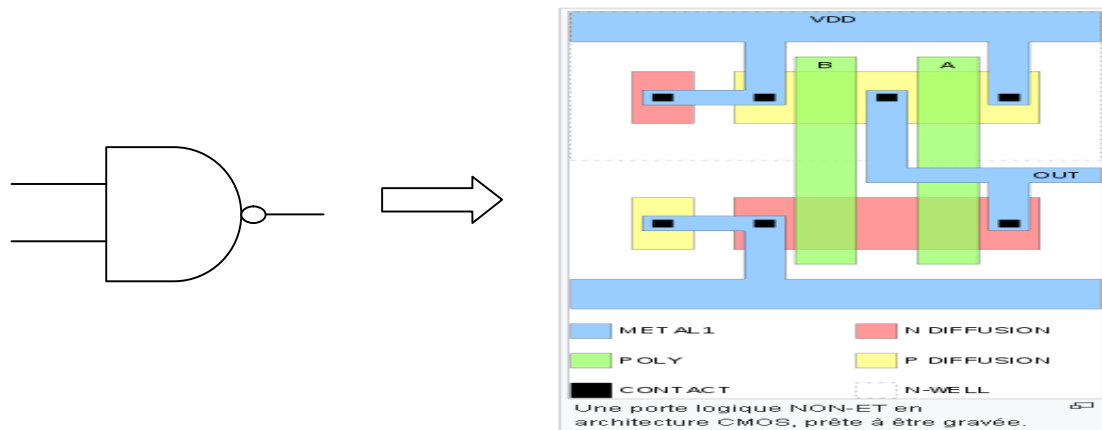 VDD
B A
OUT
METAL1 N DIFFUSION
POLY P DIFFUSION
CONTACT N-WELL
Une porte logique NON-ET en
architecture CMOS, prête à être gravée.